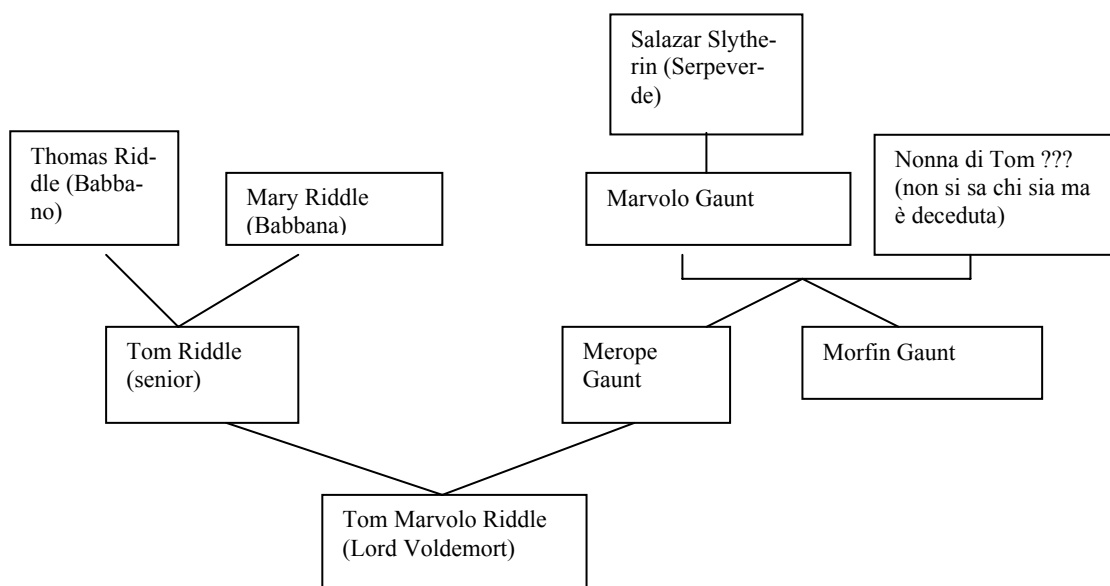 Salazar Slythe-
rin (Serpever-
de)
Thomas Rid-
dle (Babba-
no)
Mary Riddle
(Babbana)
Marvolo Gaunt
Nonna di Tom ???
(non si sa chi sia ma
è deceduta)
Tom Riddle
(senior)
Merope
Gaunt
Morfin Gaunt
Tom Marvolo Riddle
(Lord Voldemort)